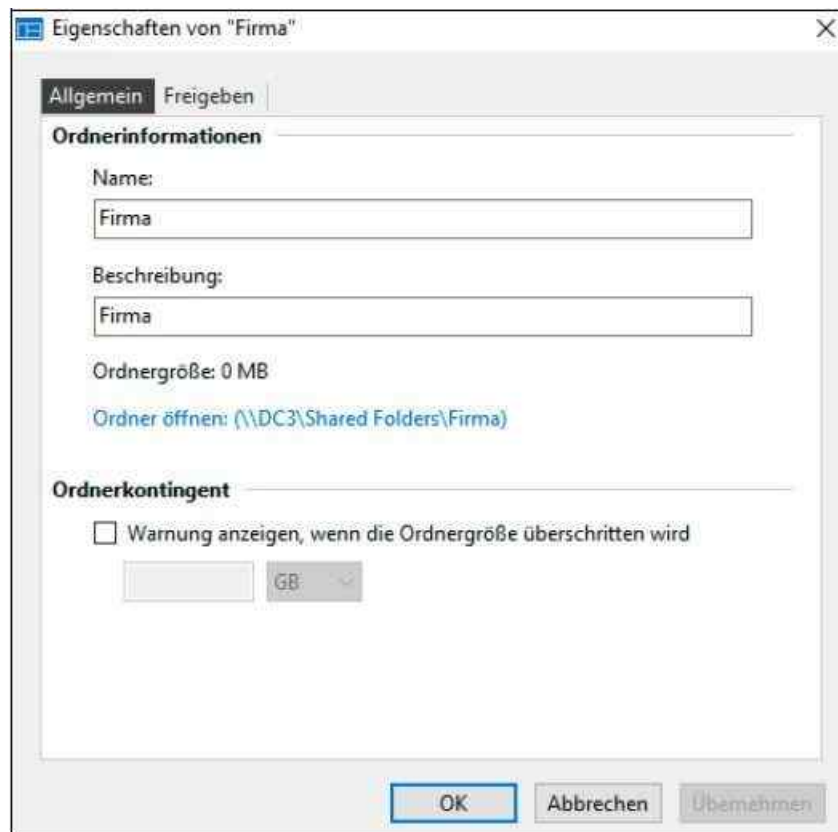 Eigenschaften von "Firma"
Allgemein Freigeben
Ordnerinformationen
Name:
Firma
Beschreibung:
Firma
Ordnergröße: 0 MB
Ordner öffnen: (\\DC3\Shared Folders\Firma)
Ordnerkontingent
Warnung anzeigen, wenn die Ordnergröße überschritten wird
GB
OK Abbrechen Übernehmen